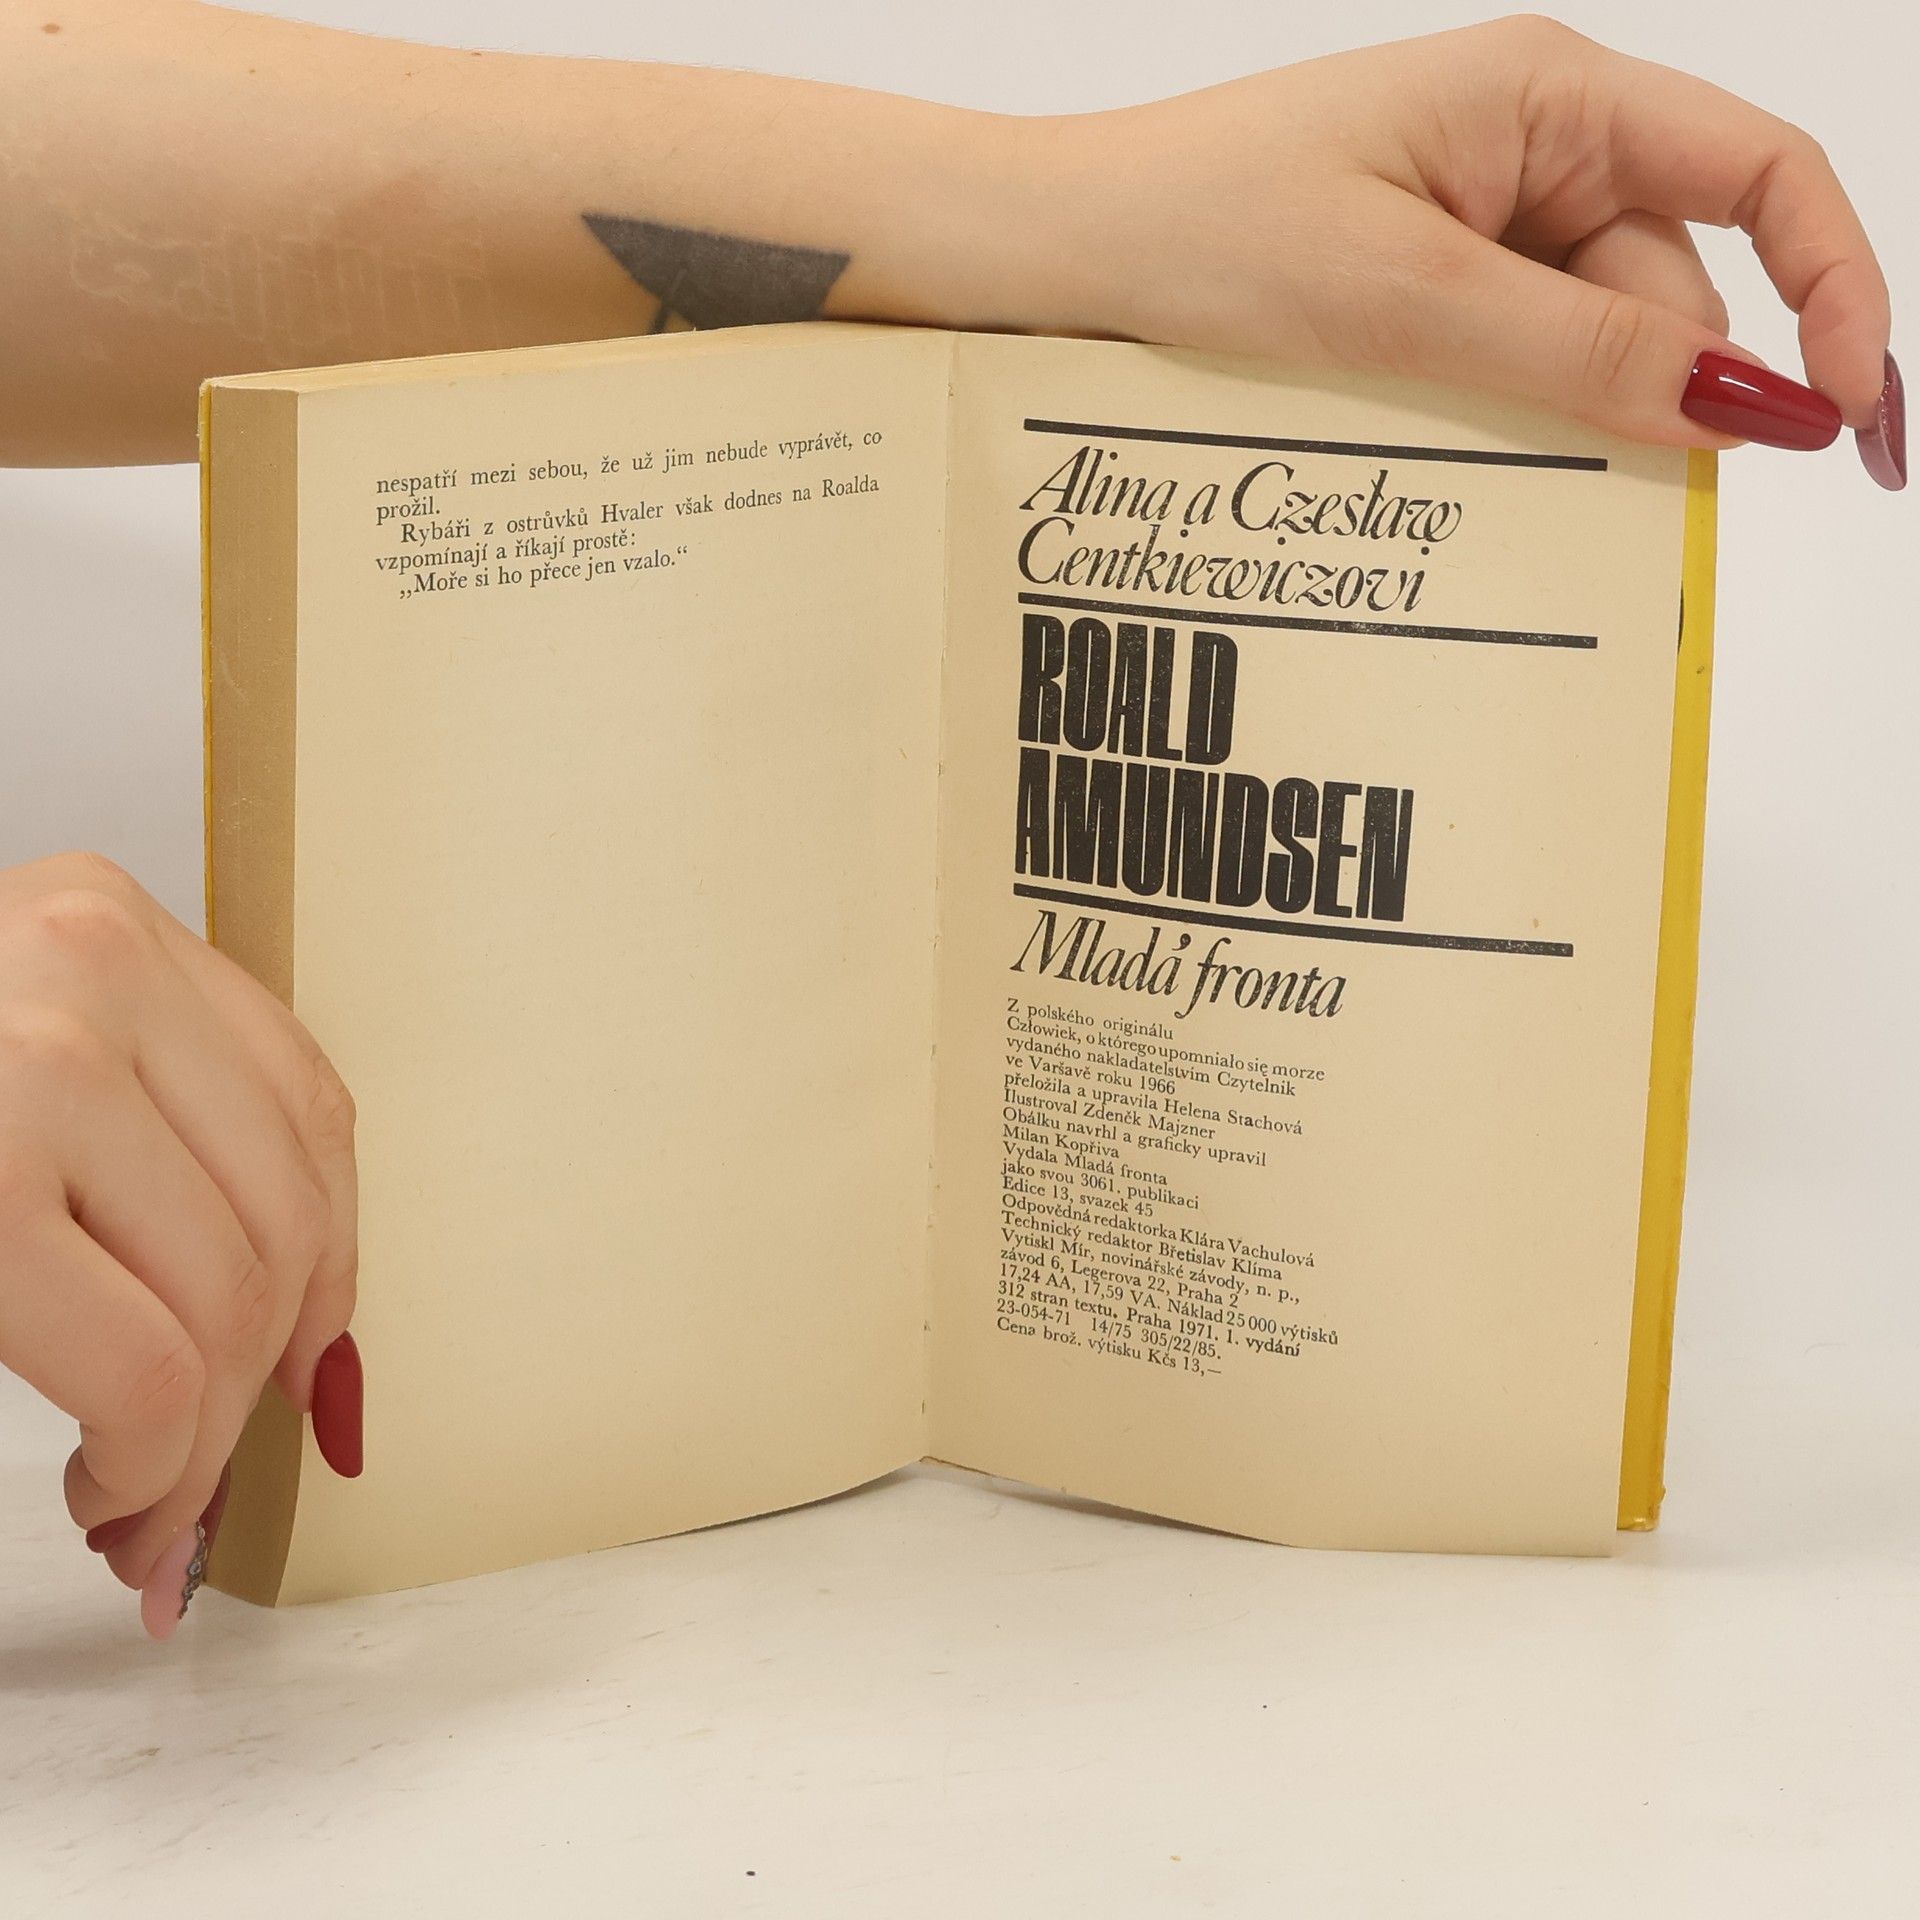 nespatří mezi sebou, že už jim nebude vyprávět, co
prožil.
Rybáři z ostrůvků Hvaler však dodnes na Roalda
vzpomínají a říkají prostě:
„Moře si ho přece jen vzalo.“
Alina a Czesław
Centkiewiczovi
ROALD
AMUNDSEN
Mladá fronta
Z polského originálu
Człowiek, o którego upomniało się morze
vydaného nakladatelstvím Czytelnik
ve Varšavě roku 1966
přeložila a upravila Helena Stachová
Ilustroval Zdeněk Majzner
Obálku navrhl a graficky upravil
Milan Kopřiva
Vydala Mladá fronta
jako svou 3061. publikaci
Edice 13, svazek 45
Odpovědná redaktorka Klára Vachulová
Technický redaktor Břetislav Klíma
Vytiskl Mír, novinářské závody, n. p.,
závod 6, Legerova 22, Praha 2
17,24 AA, 17,59 VA. Náklad 25 000 výtisků
312 stran textu. Praha 1971. 1. vydání
23-054-71 14/75 305/22/85.
Cena brož. výtisku Kčs 13,—